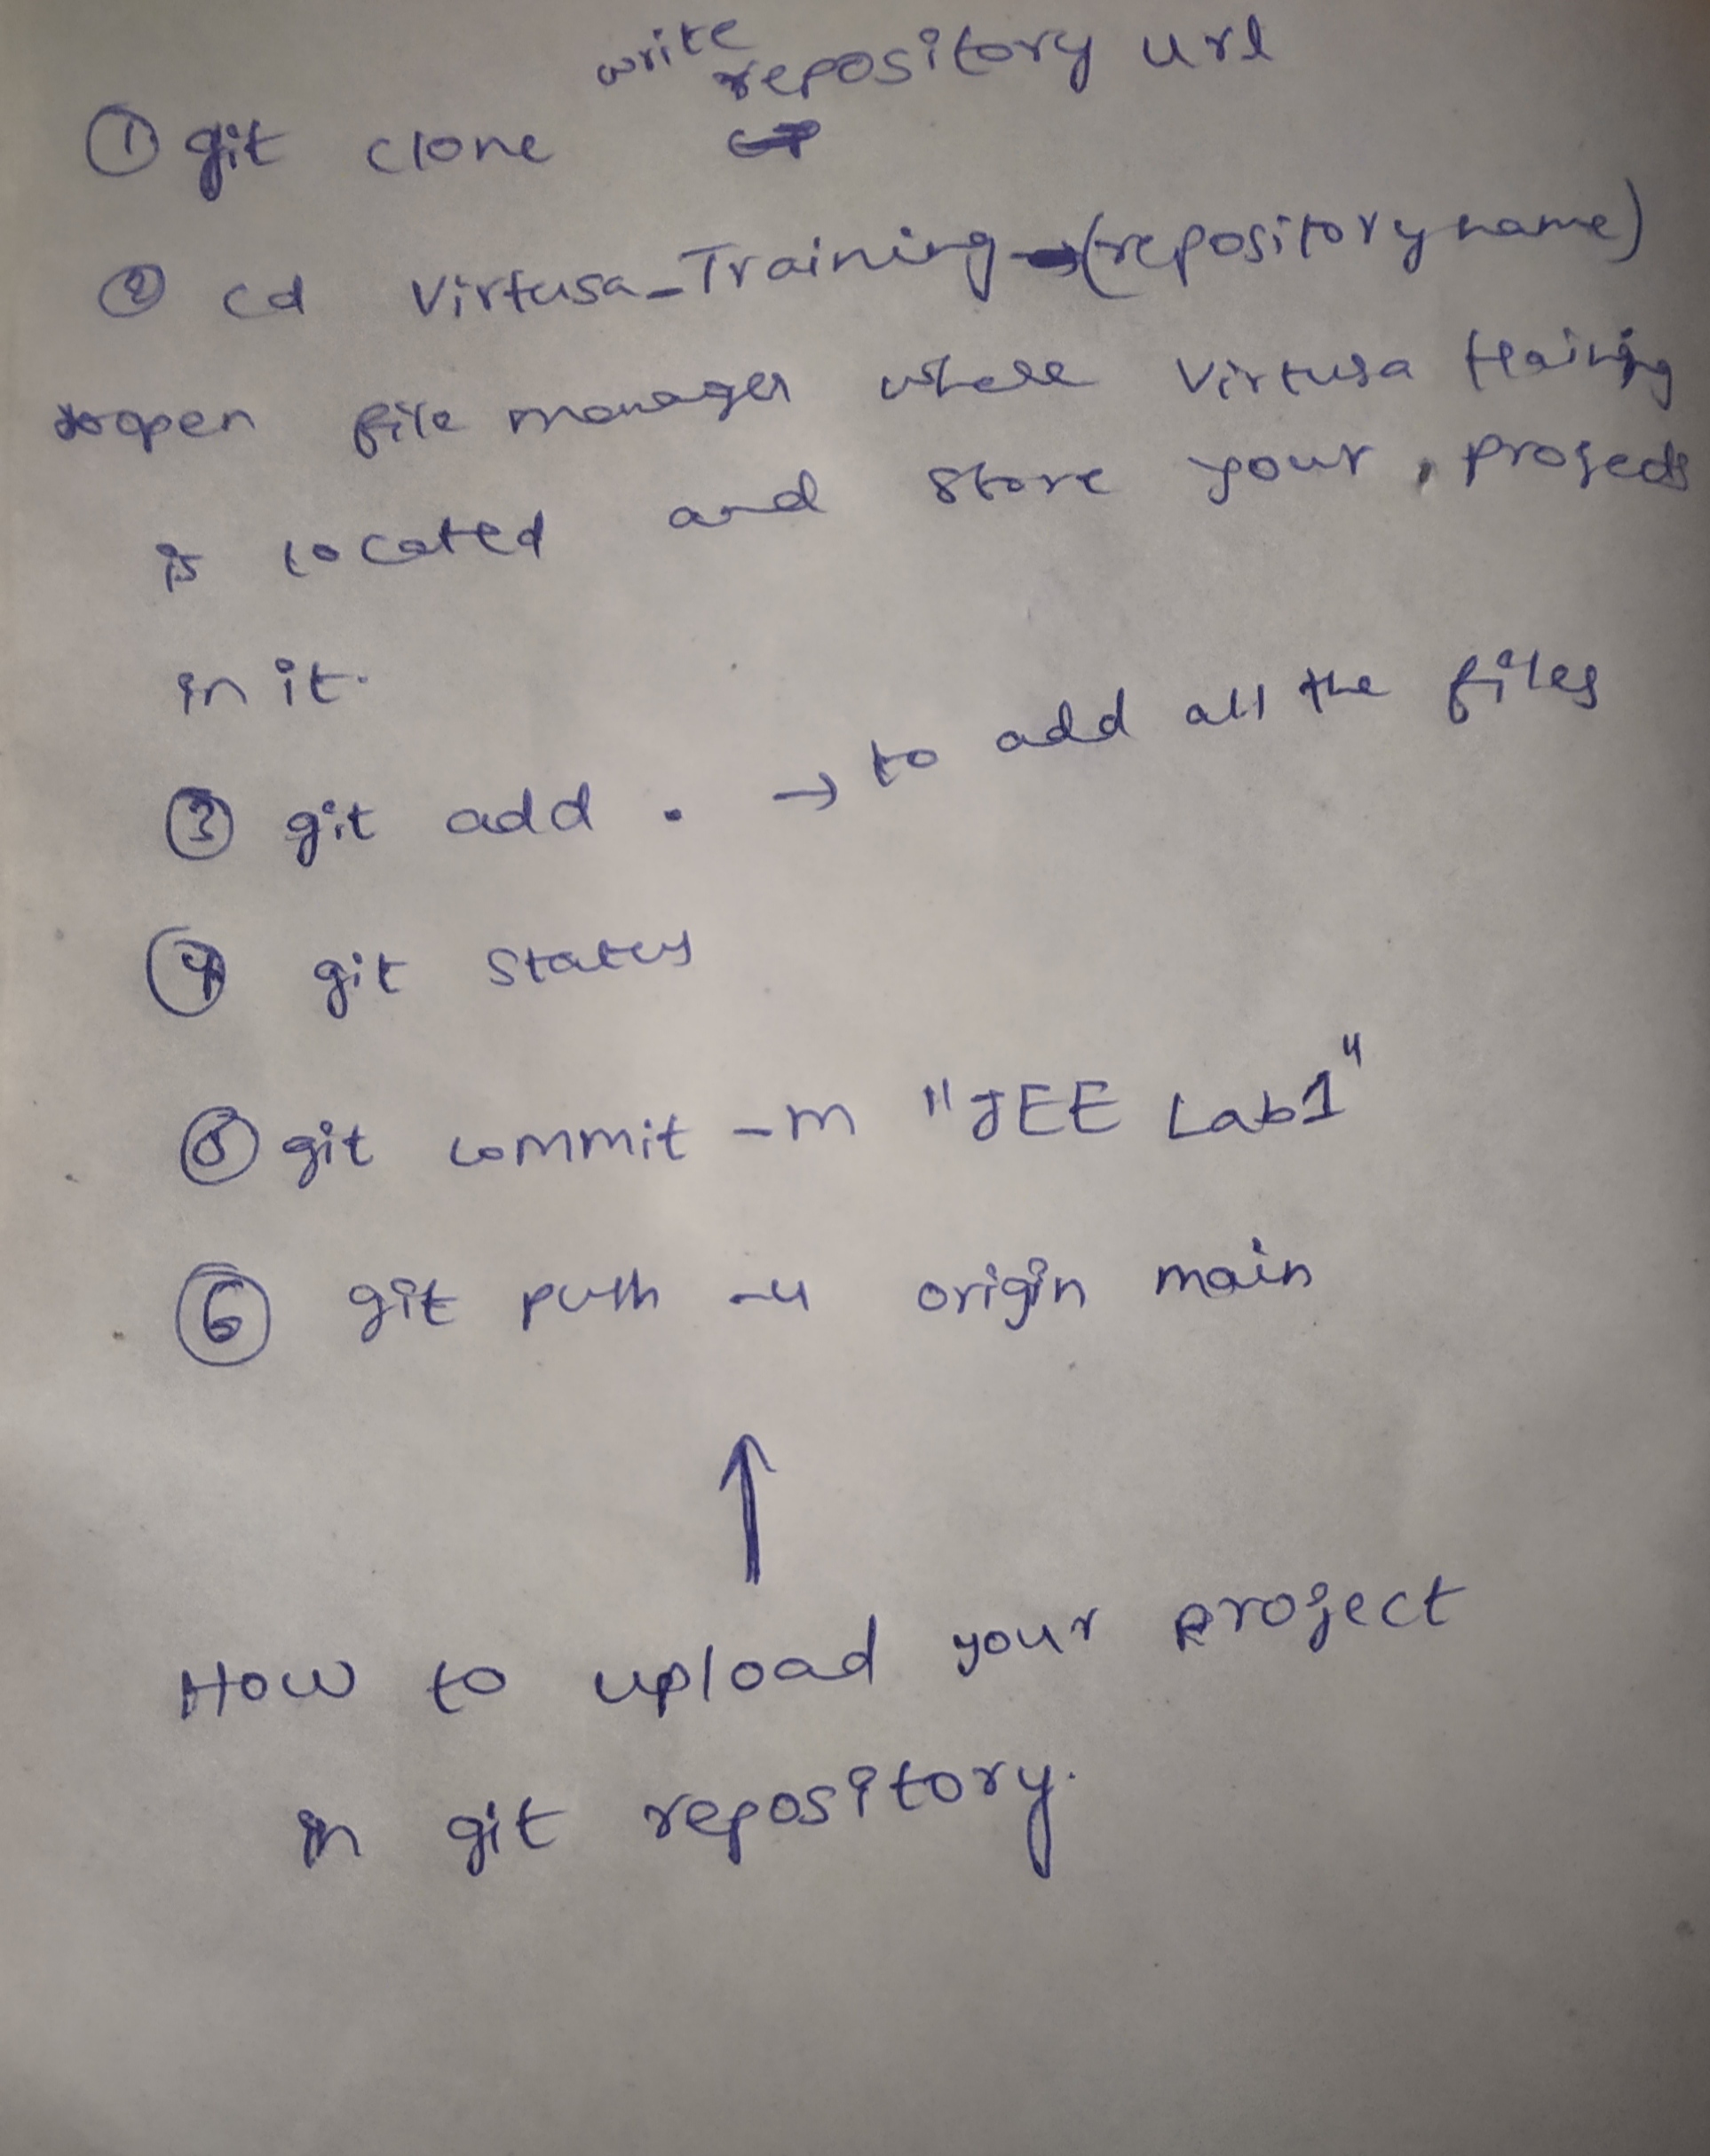 write repository url
① git clone →
② cd Virtusa_Training → (repository name)
open file manager where Virtusa training
is located and store your projects
in it.
③ git add . → to add all the files
④ git status
⑤ git commit -m "JEE Lab1"
⑥ git push -u origin main
↑
How to upload your project
in git repository.